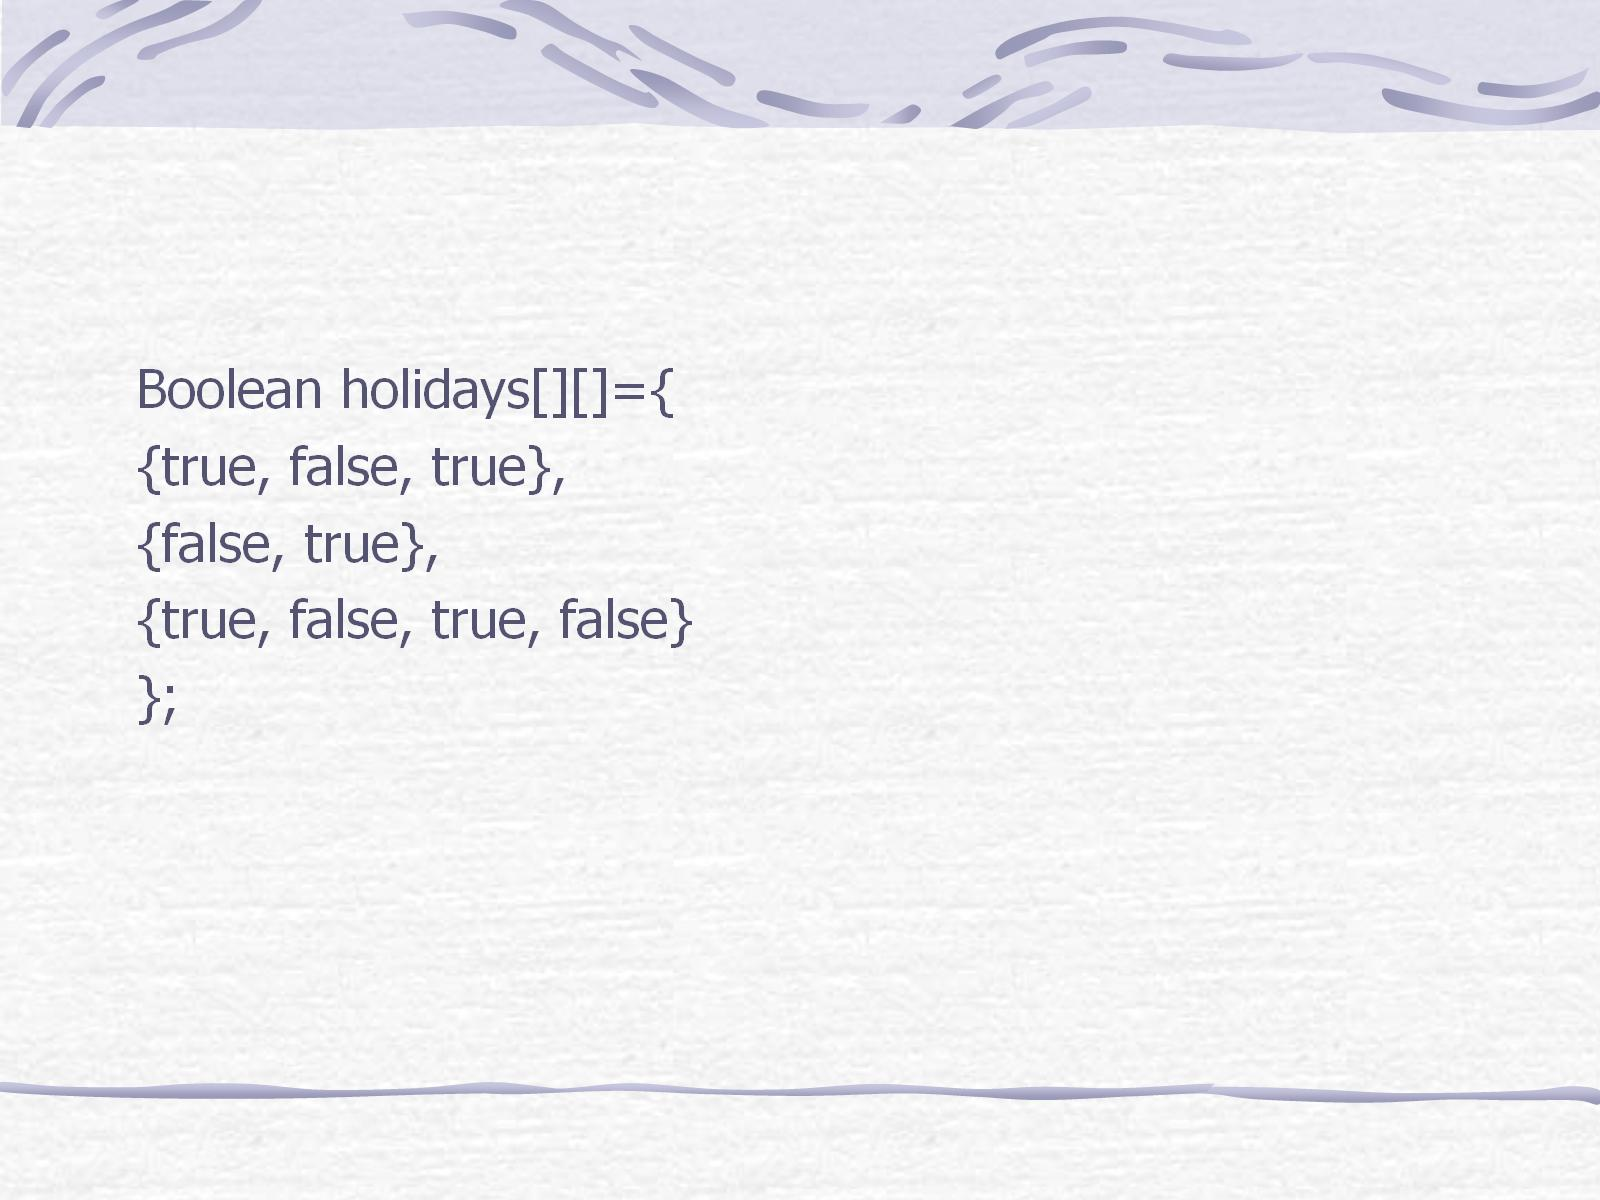 Boolean holidays[][]={
{true, false, true},
{false, true},
{true, false, true, false}
};